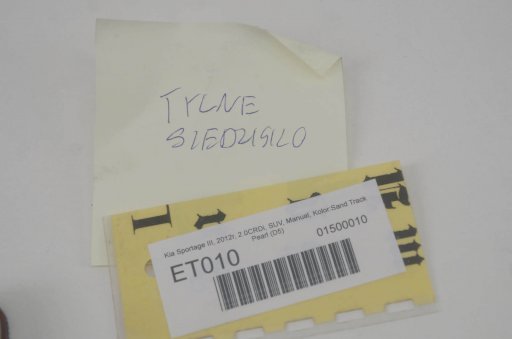 TYLNE
SIEDZISKO
Kia Sportage III, 2012r, 2.0CRDi, SUV, Manual, Kolor:Sand Track
Pearl (D5)
ET010
01500010